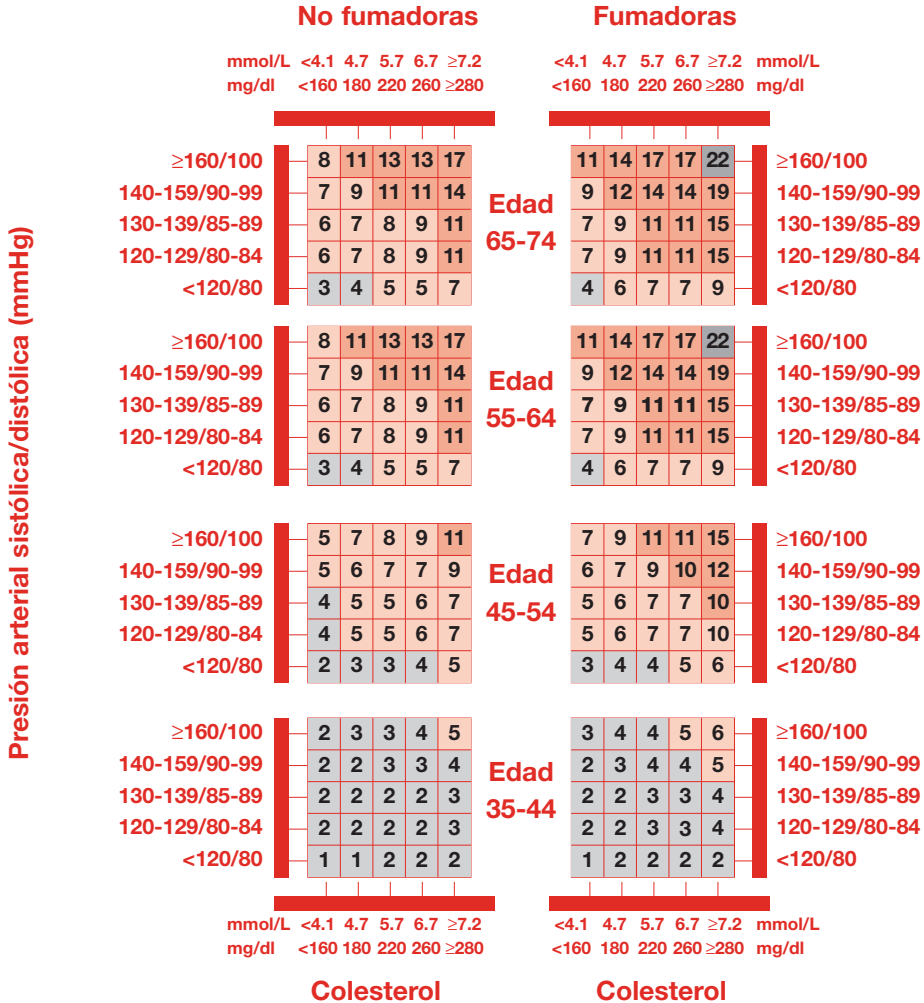 No fumadoras Fumadoras
mmol/L <4.1 4.7 5.7 6.7 ≥7.2 <4.1 4.7 5.7 6.7 ≥7.2 mmol/L
mg/dl <160 180 220 260 ≥280 <160 180 220 260 ≥280 mg/dl
Presión arterial sistólica/distólica (mmHg)
≥160/100 8 11 13 13 17 11 14 17 17 22 ≥160/100
140-159/90-99 7 9 11 11 14 Edad 9 12 14 14 19 140-159/90-99
130-139/85-89 6 7 8 9 11 65-74 7 9 11 11 15 130-139/85-89
120-129/80-84 6 7 8 9 11 7 9 11 11 15 120-129/80-84
<120/80 3 4 5 5 7 4 6 7 7 9 <120/80
≥160/100 8 11 13 13 17 11 14 17 17 22 ≥160/100
140-159/90-99 7 9 11 11 14 Edad 9 12 14 14 19 140-159/90-99
130-139/85-89 6 7 8 9 11 55-64 7 9 11 11 15 130-139/85-89
120-129/80-84 6 7 8 9 11 7 9 11 11 15 120-129/80-84
<120/80 3 4 5 5 7 4 6 7 7 9 <120/80
≥160/100 5 7 8 9 11 7 9 11 11 15 ≥160/100
140-159/90-99 5 6 7 7 9 Edad 6 7 9 10 12 140-159/90-99
130-139/85-89 4 5 5 6 7 45-54 5 6 7 7 10 130-139/85-89
120-129/80-84 4 5 5 6 7 5 6 7 7 10 120-129/80-84
<120/80 2 3 3 4 5 3 4 4 5 6 <120/80
≥160/100 2 3 3 4 5 3 4 4 5 6 ≥160/100
140-159/90-99 2 2 3 3 4 Edad 2 3 4 4 5 140-159/90-99
130-139/85-89 2 2 2 2 3 35-44 2 2 3 3 4 130-139/85-89
120-129/80-84 2 2 2 2 3 2 2 3 3 4 120-129/80-84
<120/80 1 1 2 2 2 1 2 2 2 2 <120/80
mmol/L <4.1 4.7 5.7 6.7 ≥7.2 <4.1 4.7 5.7 6.7 ≥7.2 mmol/L
mg/dl <160 180 220 260 ≥280 <160 180 220 260 ≥280 mg/dl
Colesterol Colesterol